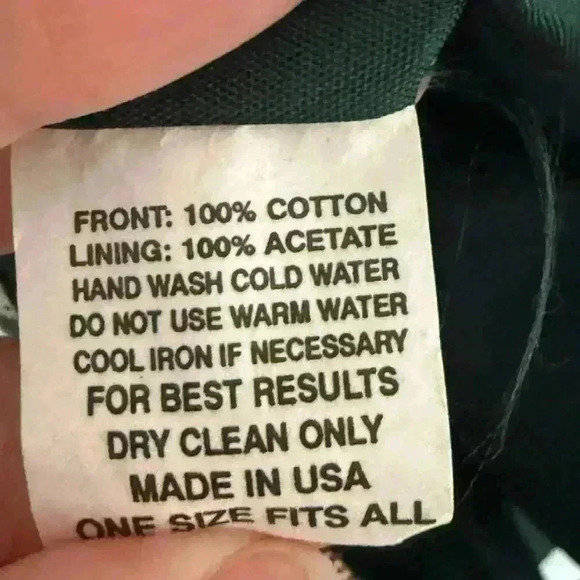 FRONT: 100% COTTON
LINING: 100% ACETATE
HAND WASH COLD WATER
DO NOT USE WARM WATER
COOL IRON IF NECESSARY
FOR BEST RESULTS
DRY CLEAN ONLY
MADE IN USA
ONE SIZE FITS ALL